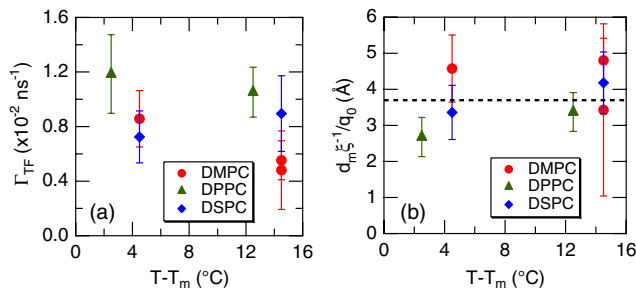 1.6
1.2
0.8
0.4
0.0
Γ_TF (x10⁻² ns⁻¹)
DMPC
DPPC
DSPC
(a)
0 4 8 12 16
T-T_m (°C)
6
5
4
3
2
1
0
d_mξ⁻¹/q_0 (Å)
DMPC
DPPC
DSPC
(b)
0 4 8 12 16
T-T_m (°C)